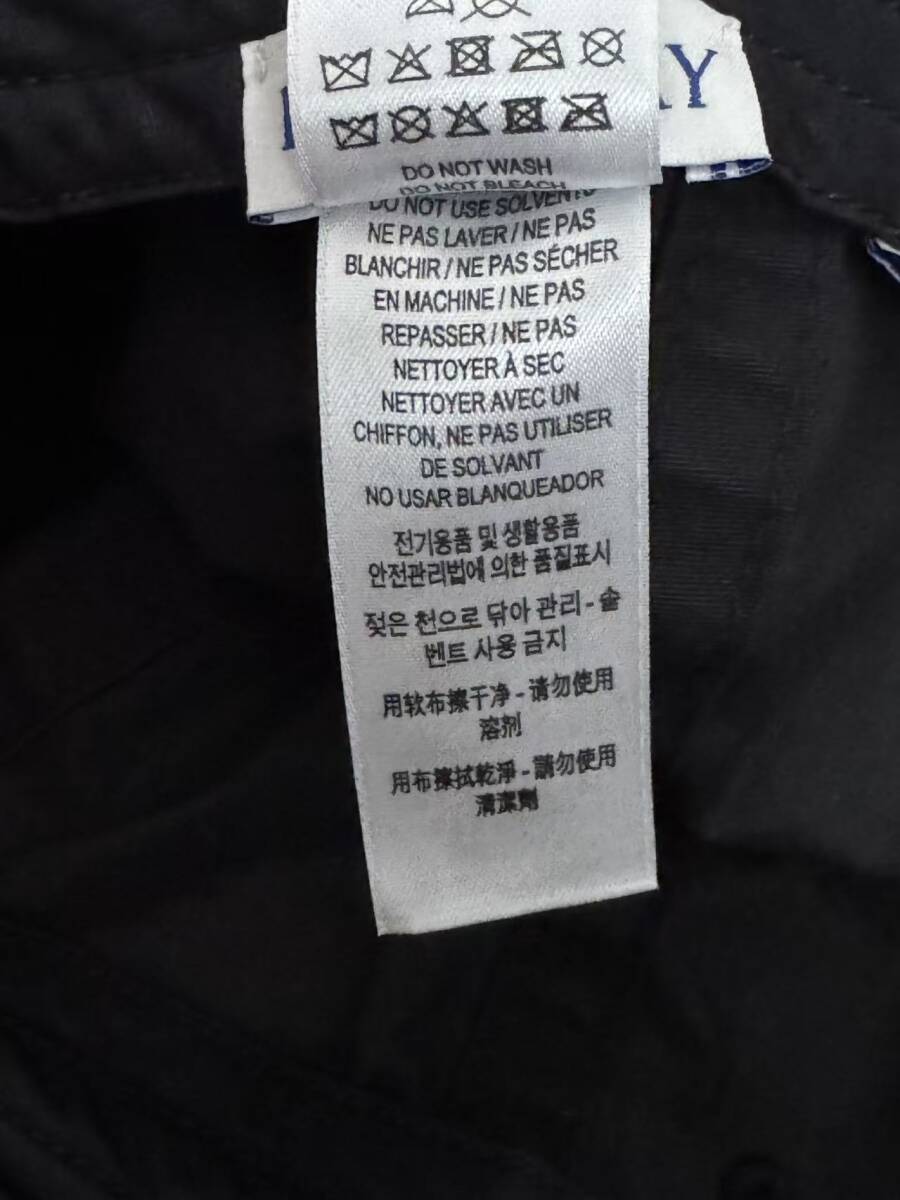 DO NOT WASH
DO NOT BLEACH
DO NOT USE SOLVENTS
NE PAS LAVER / NE PAS
BLANCHIR / NE PAS SÉCHER
EN MACHINE / NE PAS
REPASSER / NE PAS
NETTOYER À SEC
NETTOYER AVEC UN
CHIFFON, NE PAS UTILISER
DE SOLVANT
NO USAR BLANQUEADOR
전기용품 및 생활용품
안전관리법에 의한 품질표시
젖은 천으로 닦아 관리 - 솔
벤트 사용 금지
用软布擦干净 - 请勿使用
溶剂
用布擦拭乾淨 - 請勿使用
清潔劑